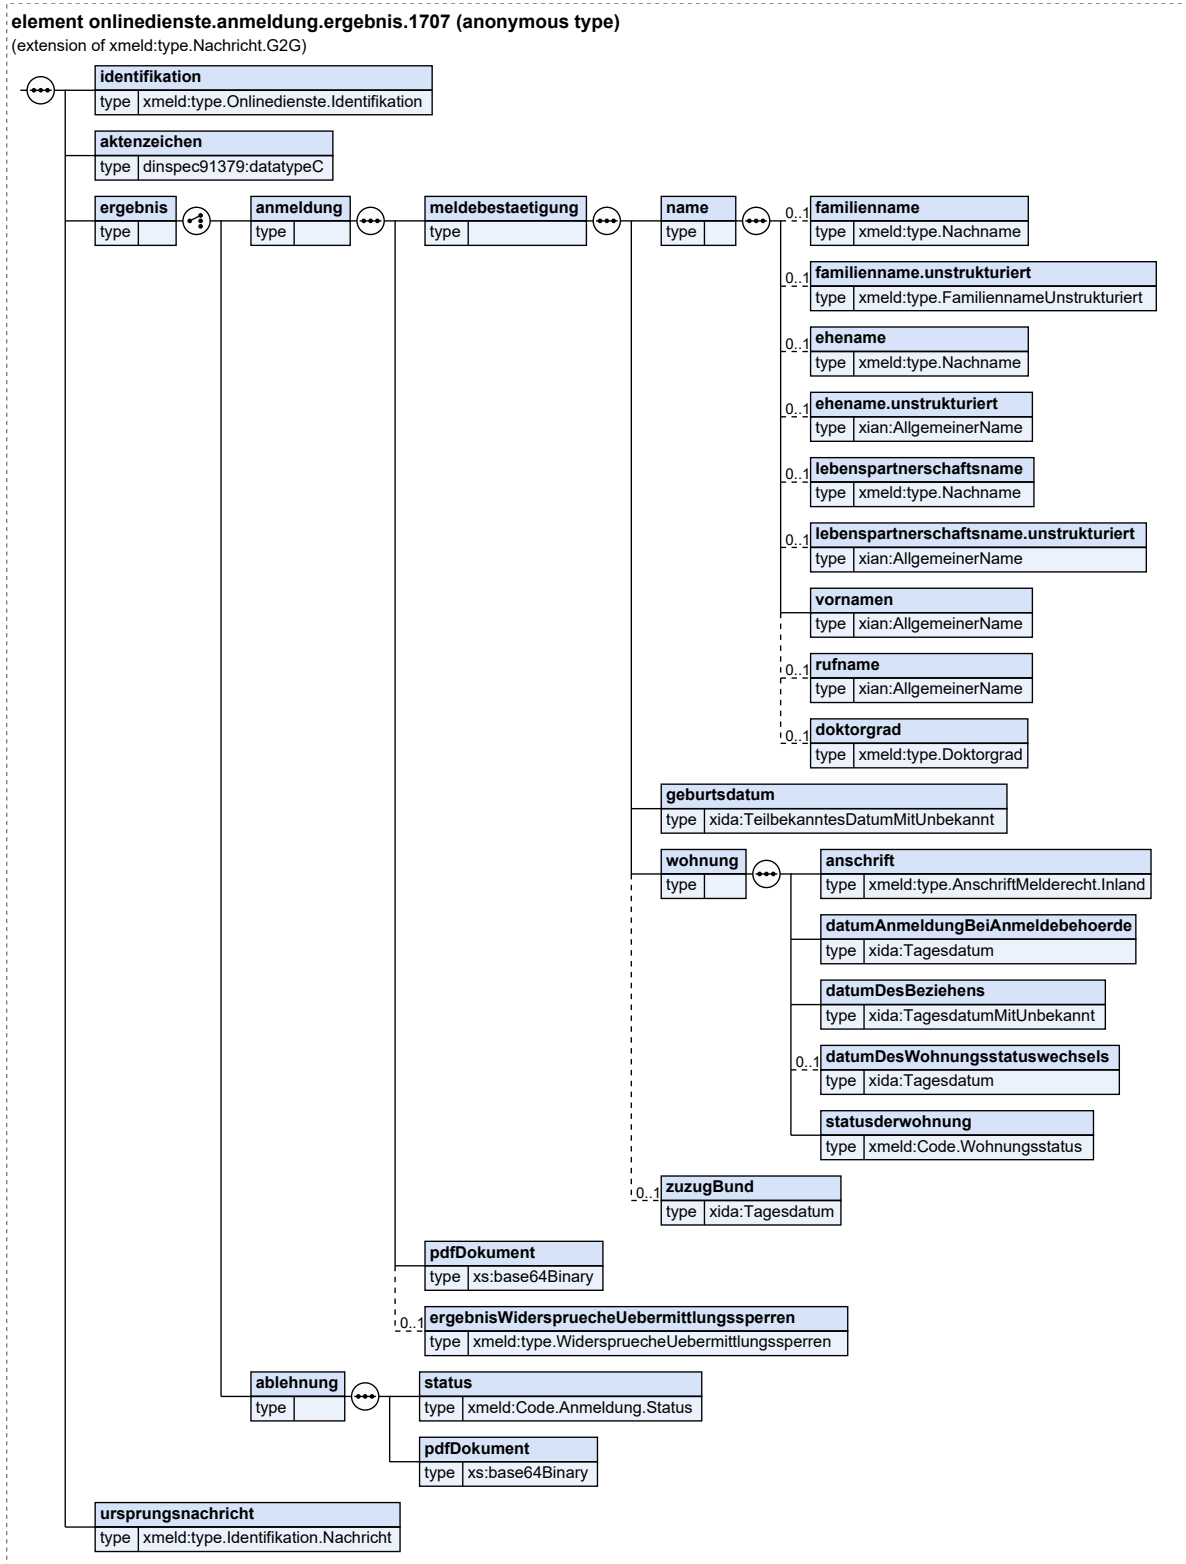 element onlinedienste.anmeldung.ergebnis.1707 (anonymous type)
(extension of xmeld:type.Nachricht.G2G)
identifikation
type xmeld:type.Onlinedienste.Identifikation
aktenzeichen
type dinspec91379:datatypeC
ergebnis
type
anmeldung
type
meldebestaetigung
type
name
type
0..1 familienname
type xmeld:type.Nachname
0..1 familienname.unstrukturiert
type xmeld:type.FamiliennameUnstrukturiert
0..1 ehename
type xmeld:type.Nachname
0..1 ehename.unstrukturiert
type xian:AllgemeinerName
0..1 lebenspartnerschaftsname
type xmeld:type.Nachname
0..1 lebenspartnerschaftsname.unstrukturiert
type xian:AllgemeinerName
vornamen
type xian:AllgemeinerName
0..1 rufname
type xian:AllgemeinerName
0..1 doktorgrad
type xmeld:type.Doktorgrad
geburtsdatum
type xida:TeilbekanntesDatumMitUnbekannt
wohnung
type
anschrift
type xmeld:type.AnschriftMelderecht.Inland
datumAnmeldungBeiAnmeldebehoerde
type xida:Tagesdatum
datumDesBeziehens
type xida:TagesdatumMitUnbekannt
0..1 datumDesWohnungsstatuswechsels
type xida:Tagesdatum
statusderwohnung
type xmeld:Code.Wohnungsstatus
0..1 zuzugBund
type xida:Tagesdatum
pdfDokument
type xs:base64Binary
0..1 ergebnisWiderspruecheUebermittlungssperren
type xmeld:type.WiderspruecheUebermittlungssperren
ablehnung
type
status
type xmeld:Code.Anmeldung.Status
pdfDokument
type xs:base64Binary
ursprungsnachricht
type xmeld:type.Identifikation.Nachricht